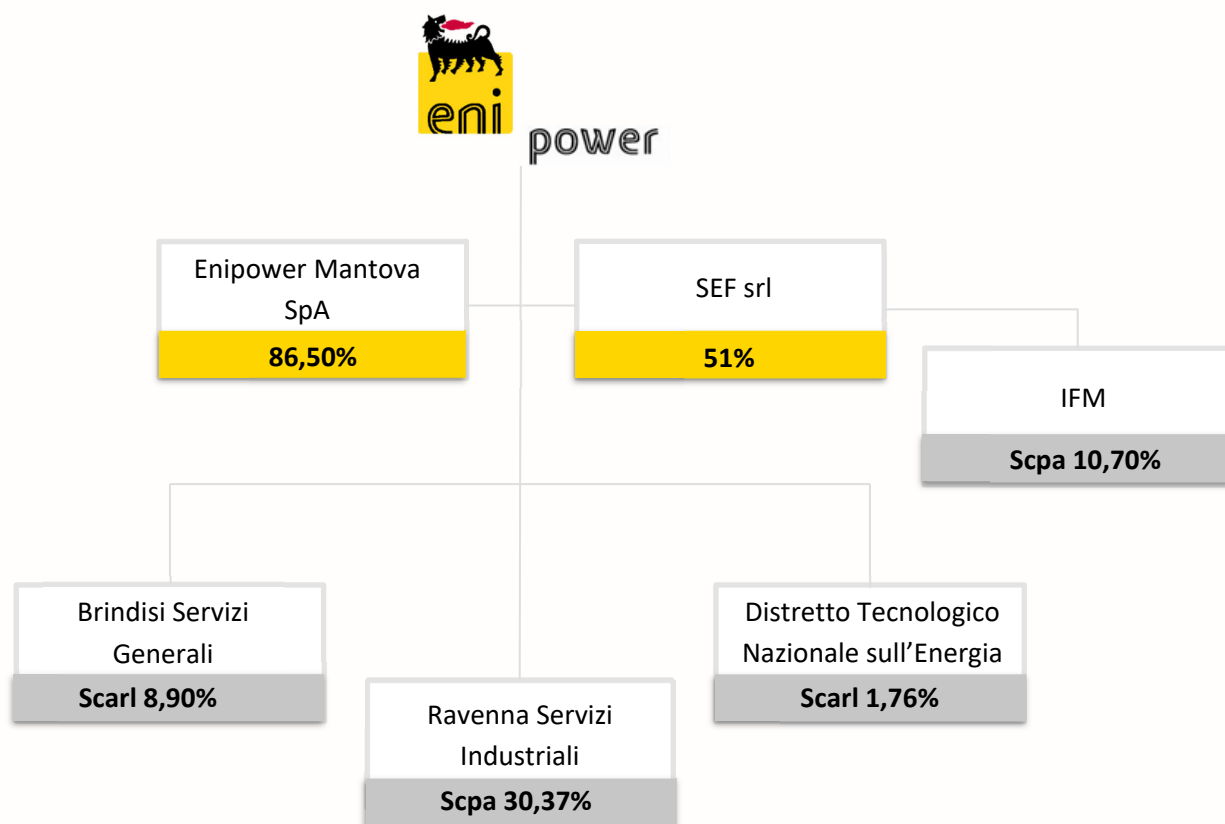 eni
power
Enipower Mantova
SpA
86,50%
SEF srl
51%
IFM
Scpa 10,70%
Brindisi Servizi
Generali
Scarl 8,90%
Ravenna Servizi
Industriali
Scpa 30,37%
Distretto Tecnologico
Nazionale sull’Energia
Scarl 1,76%